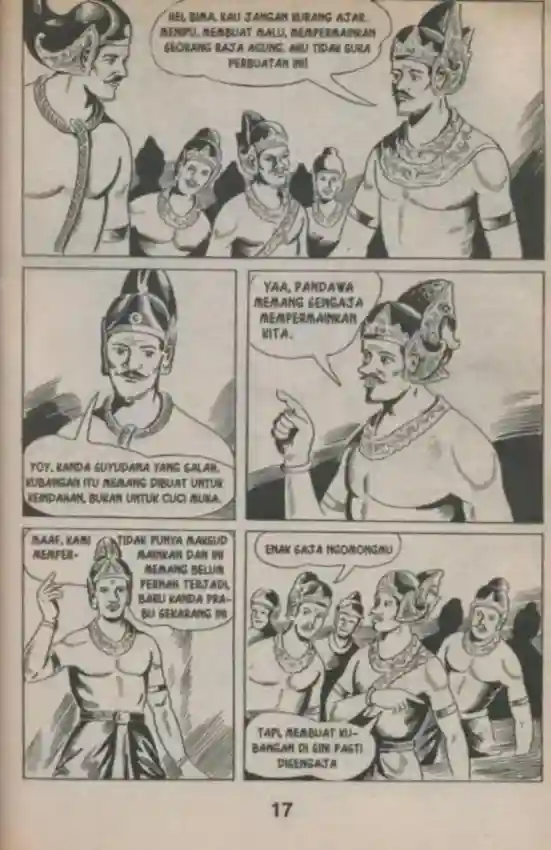 HEI, BIMA, KAU JANGAN KURANG AJAR.
MENIPU, MEMBUAT MALU, MEMPERMAINKAN
SEORANG RAJA AGUNG. AKU TIDAK SUKA
PERBUATAN INI!
YAA, PANDAWA
MEMANG SENGAJA
MEMPERMAINKAN
KITA.
YOY, KANDA SUYUDANA YANG SALAH.
KUBANGAN ITU MEMANG DIBUAT UNTUK
KEINDAHAN, BUKAN UNTUK CUCI MUKA.
MAAF, KAMI TIDAK PUNYA MAKSUD
MEMPER- MAINKAN DAN INI
MEMANG BELUM
PERNAH TERJADI,
BARU KANDA PRA-
BU SEKARANG INI
ENAK SAJA NGOMONGMU
TAPI, MEMBUAT KU-
BANGAN DI SINI PASTI
DISENGAJA
17